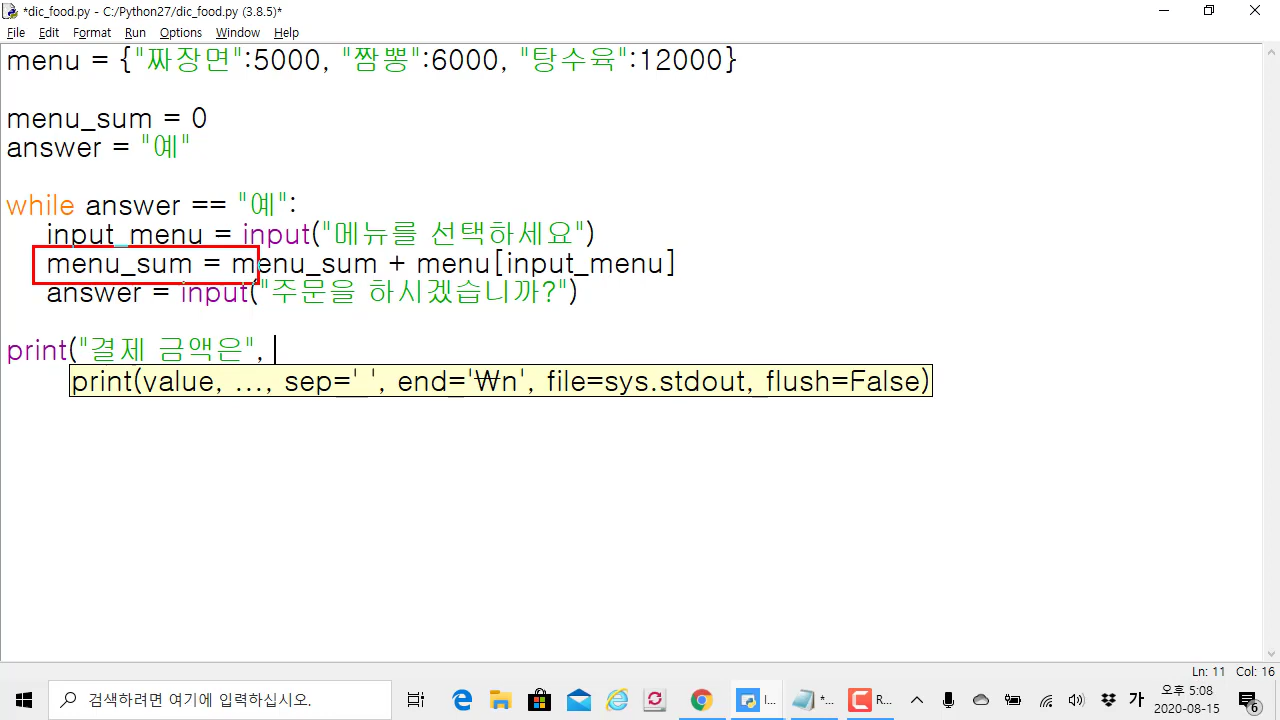 *dic_food.py - C:/Python27/dic_food.py (3.8.5)*
File Edit Format Run Options Window Help
menu = {"짜장면":5000, "짬뽕":6000, "탕수육":12000}
menu_sum = 0
answer = "예"
while answer == "예":
input_menu = input("메뉴를 선택하세요")
menu_sum = menu_sum + menu[input_menu]
answer = input("주문을 하시겠습니까?")
print("결제 금액은",
print(value, ..., sep=' ', end='₩n', file=sys.stdout, flush=False)
Ln: 11 Col: 16
검색하려면 여기에 입력하십시오.
I...
*...
R...
가
오후 5:08
2020-08-15
6